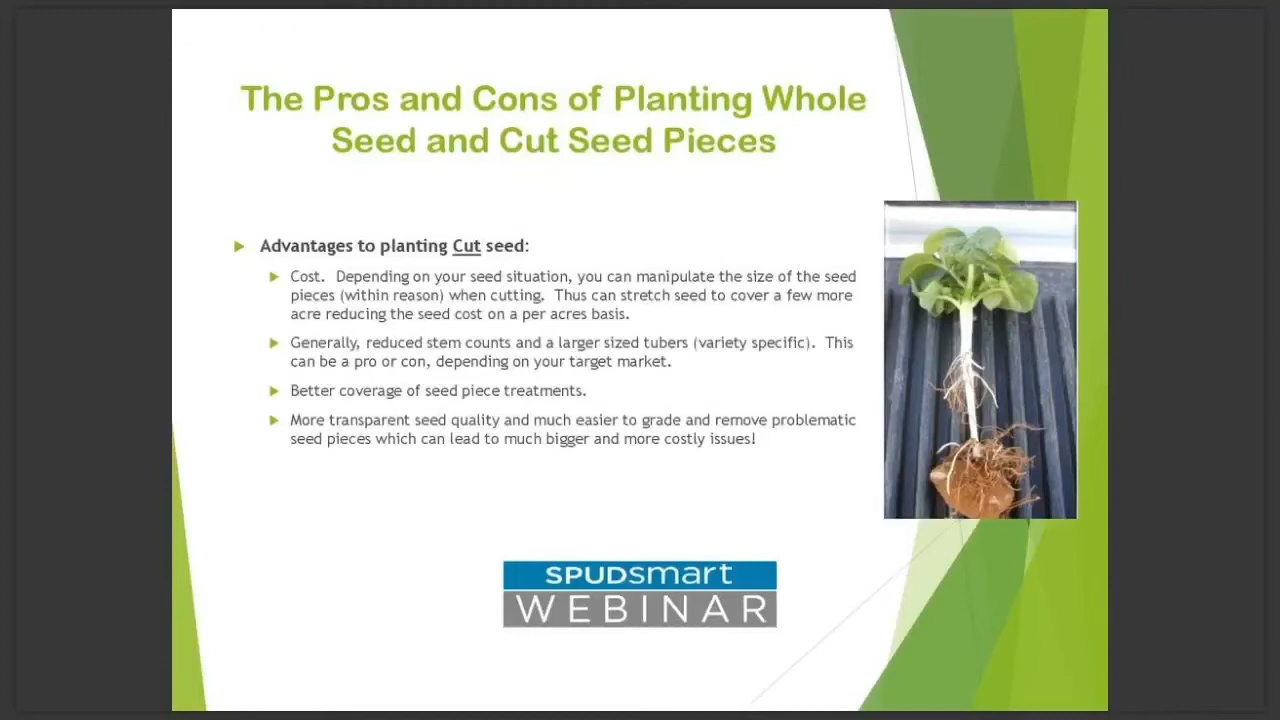 The Pros and Cons of Planting Whole
Seed and Cut Seed Pieces
Advantages to planting Cut seed:
Cost. Depending on your seed situation, you can manipulate the size of the seed
pieces (within reason) when cutting. Thus can stretch seed to cover a few more
acre reducing the seed cost on a per acres basis.
Generally, reduced stem counts and a larger sized tubers (variety specific). This
can be a pro or con, depending on your target market.
Better coverage of seed piece treatments.
More transparent seed quality and much easier to grade and remove problematic
seed pieces which can lead to much bigger and more costly issues!
SPUDsmart
WEBINAR